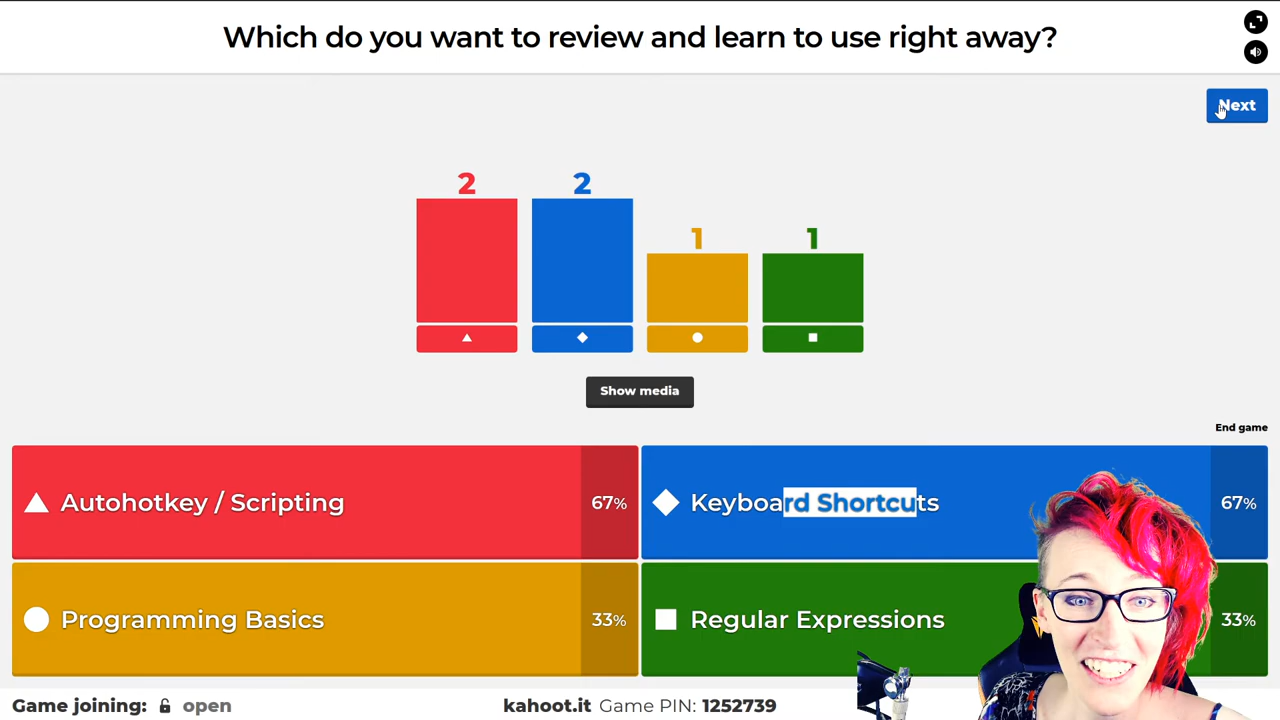 Which do you want to review and learn to use right away?
Next
2 2 1 1
Show media
End game
Autohotkey / Scripting 67%
Keyboard Shortcuts 67%
Programming Basics 33%
Regular Expressions 33%
Game joining: open
kahoot.it Game PIN: 1252739